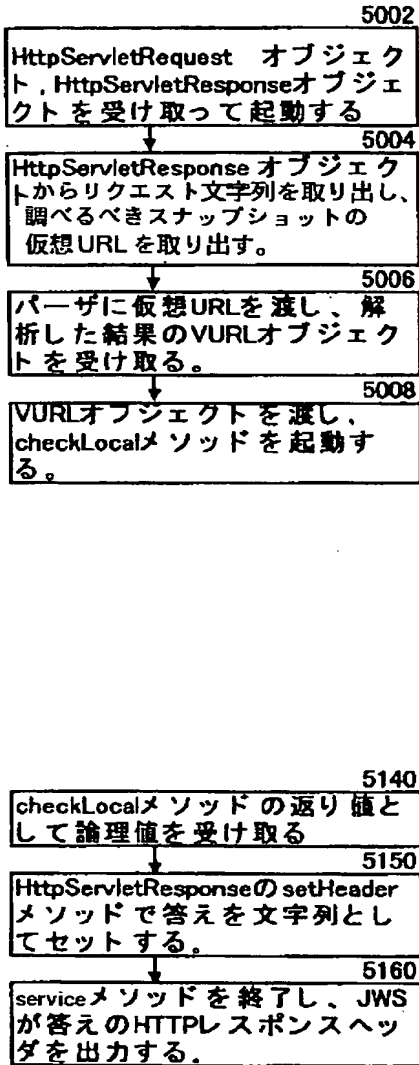 5002
HttpServletRequest オブジェク
ト,HttpServletResponseオブジェ
クトを受け取って起動する
5004
HttpServletResponse オブジェク
トからリクエスト文字列を取り出し、
調べるべきスナップショットの
仮想URLを取り出す。
5006
パーザに仮想URLを渡し、解
析した結果のVURLオブジェク
トを受け取る。
5008
VURLオブジェクトを渡し、
checkLocalメソッドを起動す
る。
5140
checkLocalメソッドの返り値と
して論理値を受け取る
5150
HttpServletResponseのsetHeader
メソッドで答えを文字列とし
てセットする。
5160
serviceメソッドを終了し、JWS
が答えのHTTPレスポンスヘッ
ダを出力する.